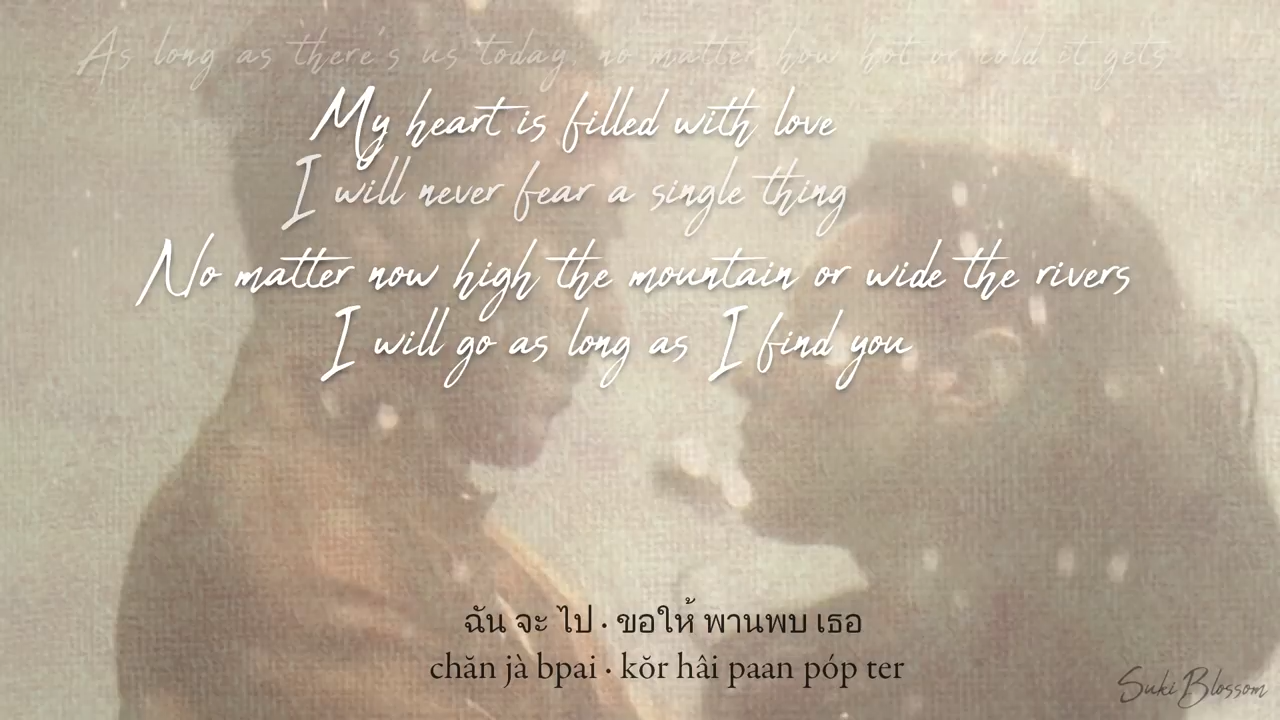 As long as there's us today, no matter how hot or cold it gets
My heart is filled with love
I will never fear a single thing
No matter now high the mountain or wide the rivers
I will go as long as I find you
ฉัน จะ ไป · ขอให้ พานพบ เธอ
chăn jà bpai · kŏr hâi paan póp ter
Suki Blossom